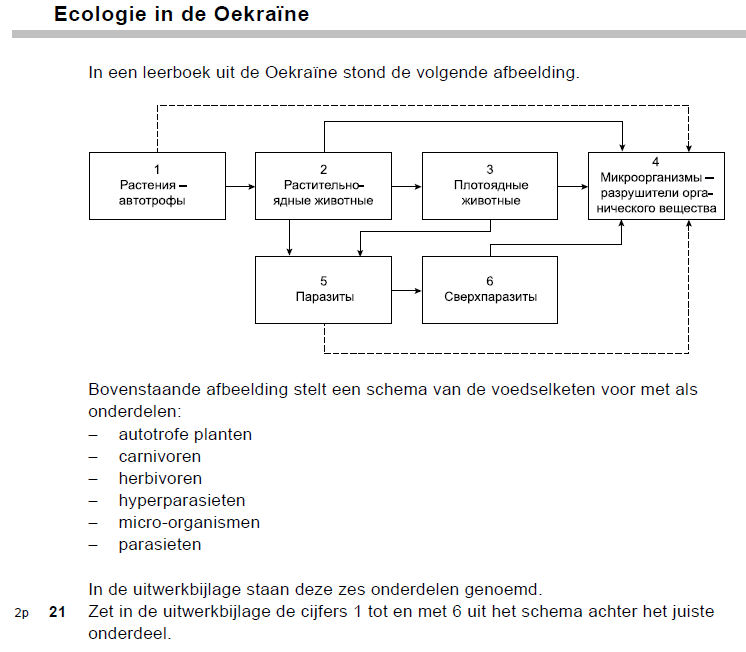 Ecologie in de Oekraïne
In een leerboek uit de Oekraïne stond de volgende afbeelding.
1
Растения –
автотрофы
2
Растительно-
ядные животные
3
Плотоядные
животные
4
Микроорганизмы –
разрушители орга-
нического вещества
5
Паразиты
6
Сверхпаразиты
Bovenstaande afbeelding stelt een schema van de voedselketen voor met als
onderdelen:
– autotrofe planten
– carnivoren
– herbivoren
– hyperparasieten
– micro-organismen
– parasieten
In de uitwerkbijlage staan deze zes onderdelen genoemd.
2p 21 Zet in de uitwerkbijlage de cijfers 1 tot en met 6 uit het schema achter het juiste
onderdeel.